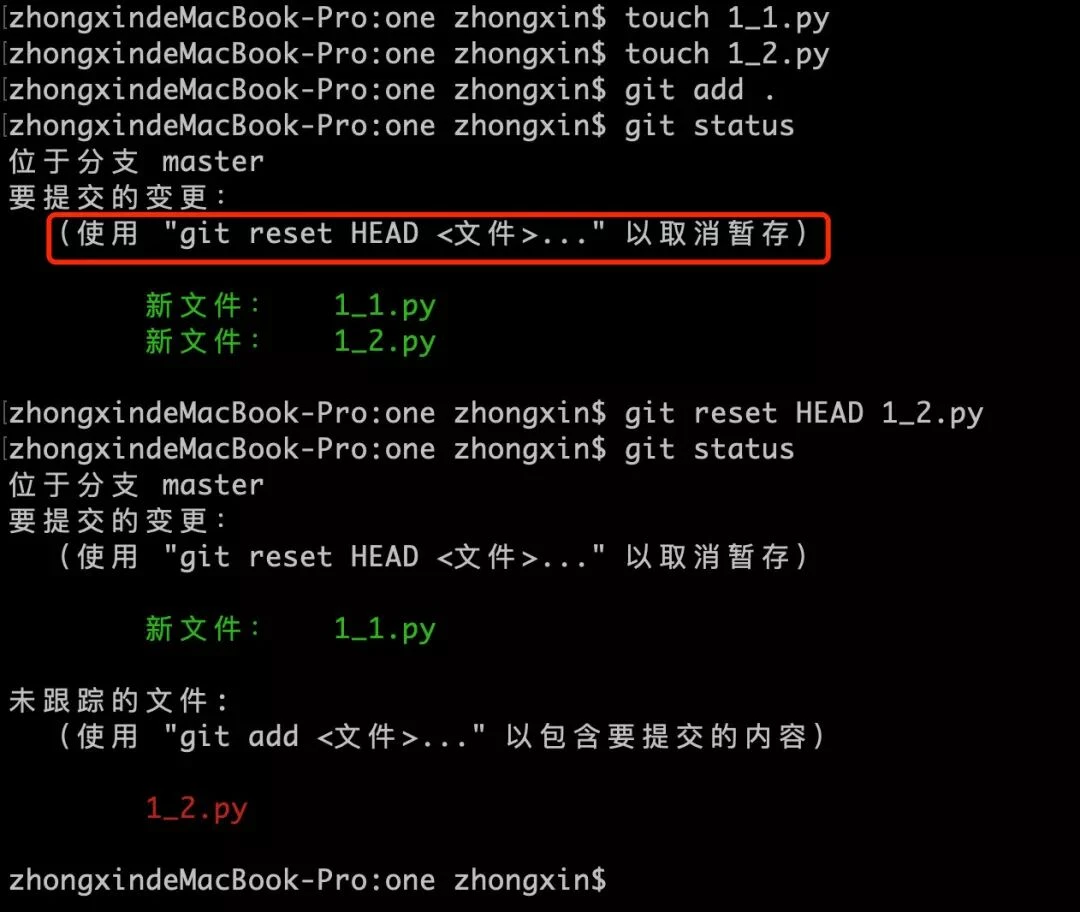 zhongxindeMacBook-Pro:one zhongxin$ touch 1_1.py
zhongxindeMacBook-Pro:one zhongxin$ touch 1_2.py
zhongxindeMacBook-Pro:one zhongxin$ git add .
zhongxindeMacBook-Pro:one zhongxin$ git status
位于分支 master
要提交的变更：
（使用 "git reset HEAD <文件>..." 以取消暂存）
新文件：   1_1.py
新文件：   1_2.py
zhongxindeMacBook-Pro:one zhongxin$ git reset HEAD 1_2.py
zhongxindeMacBook-Pro:one zhongxin$ git status
位于分支 master
要提交的变更：
（使用 "git reset HEAD <文件>..." 以取消暂存）
新文件：   1_1.py
未跟踪的文件:
（使用 "git add <文件>..." 以包含要提交的内容）
1_2.py
zhongxindeMacBook-Pro:one zhongxin$